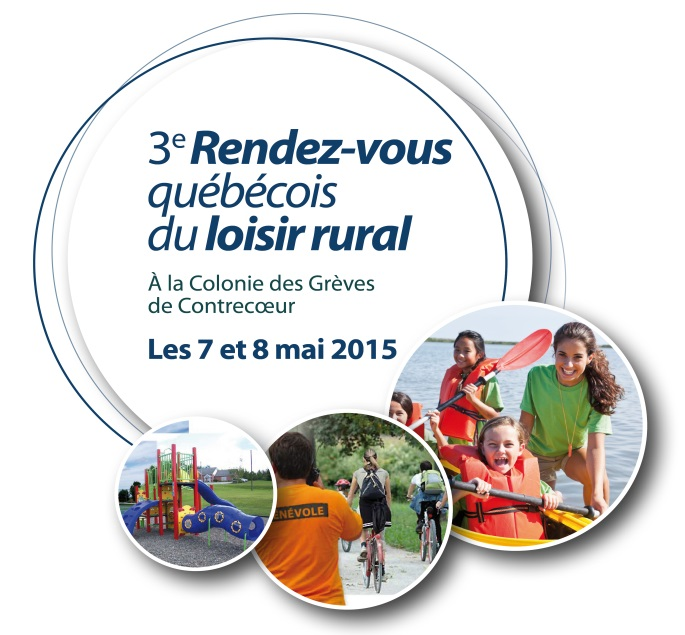 3e Rendez-vous
québécois
du loisir rural
À la Colonie des Grèves
de Contrecœur
Les 7 et 8 mai 2015
ENÉVOLE